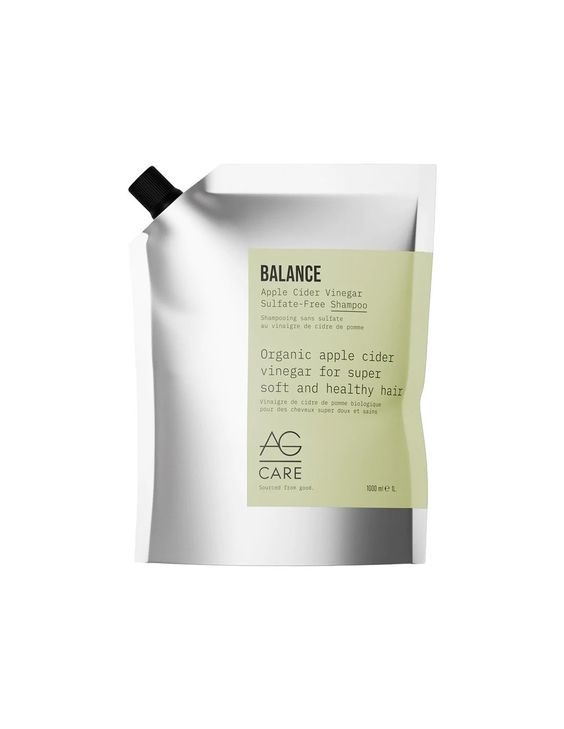 BALANCE
Apple Cider Vinegar
Sulfate-Free Shampoo
Shampooing sans sulfate
au vinaigre de cidre de pomme
Organic apple cider
vinegar for super
soft and healthy hair
Vinaigre de cidre de pomme biologique
pour des cheveux super doux et sains
AG
CARE
Sourced from good.
1000 ml ℮ 1L